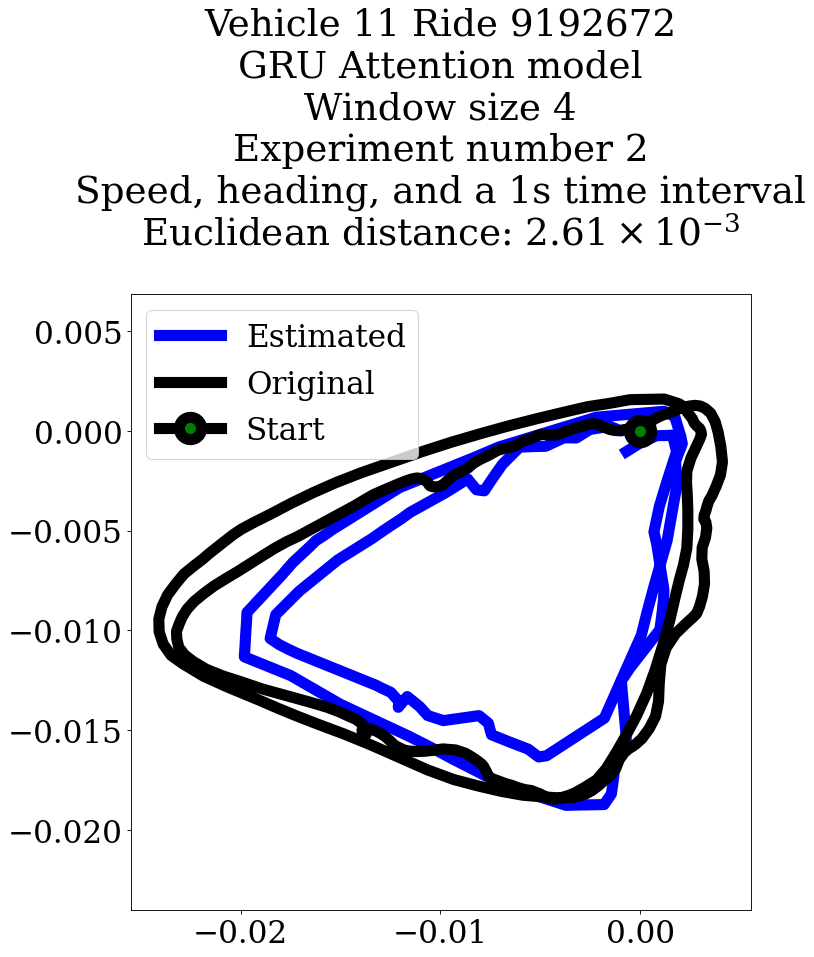 Vehicle 11 Ride 9192672
GRU Attention model
Window size 4
Experiment number 2
Speed, heading, and a 1s time interval
Euclidean distance: 2.61 × 10⁻³
Estimated
Original
Start
0.005
0.000
−0.005
−0.010
−0.015
−0.020
−0.02 −0.01 0.00